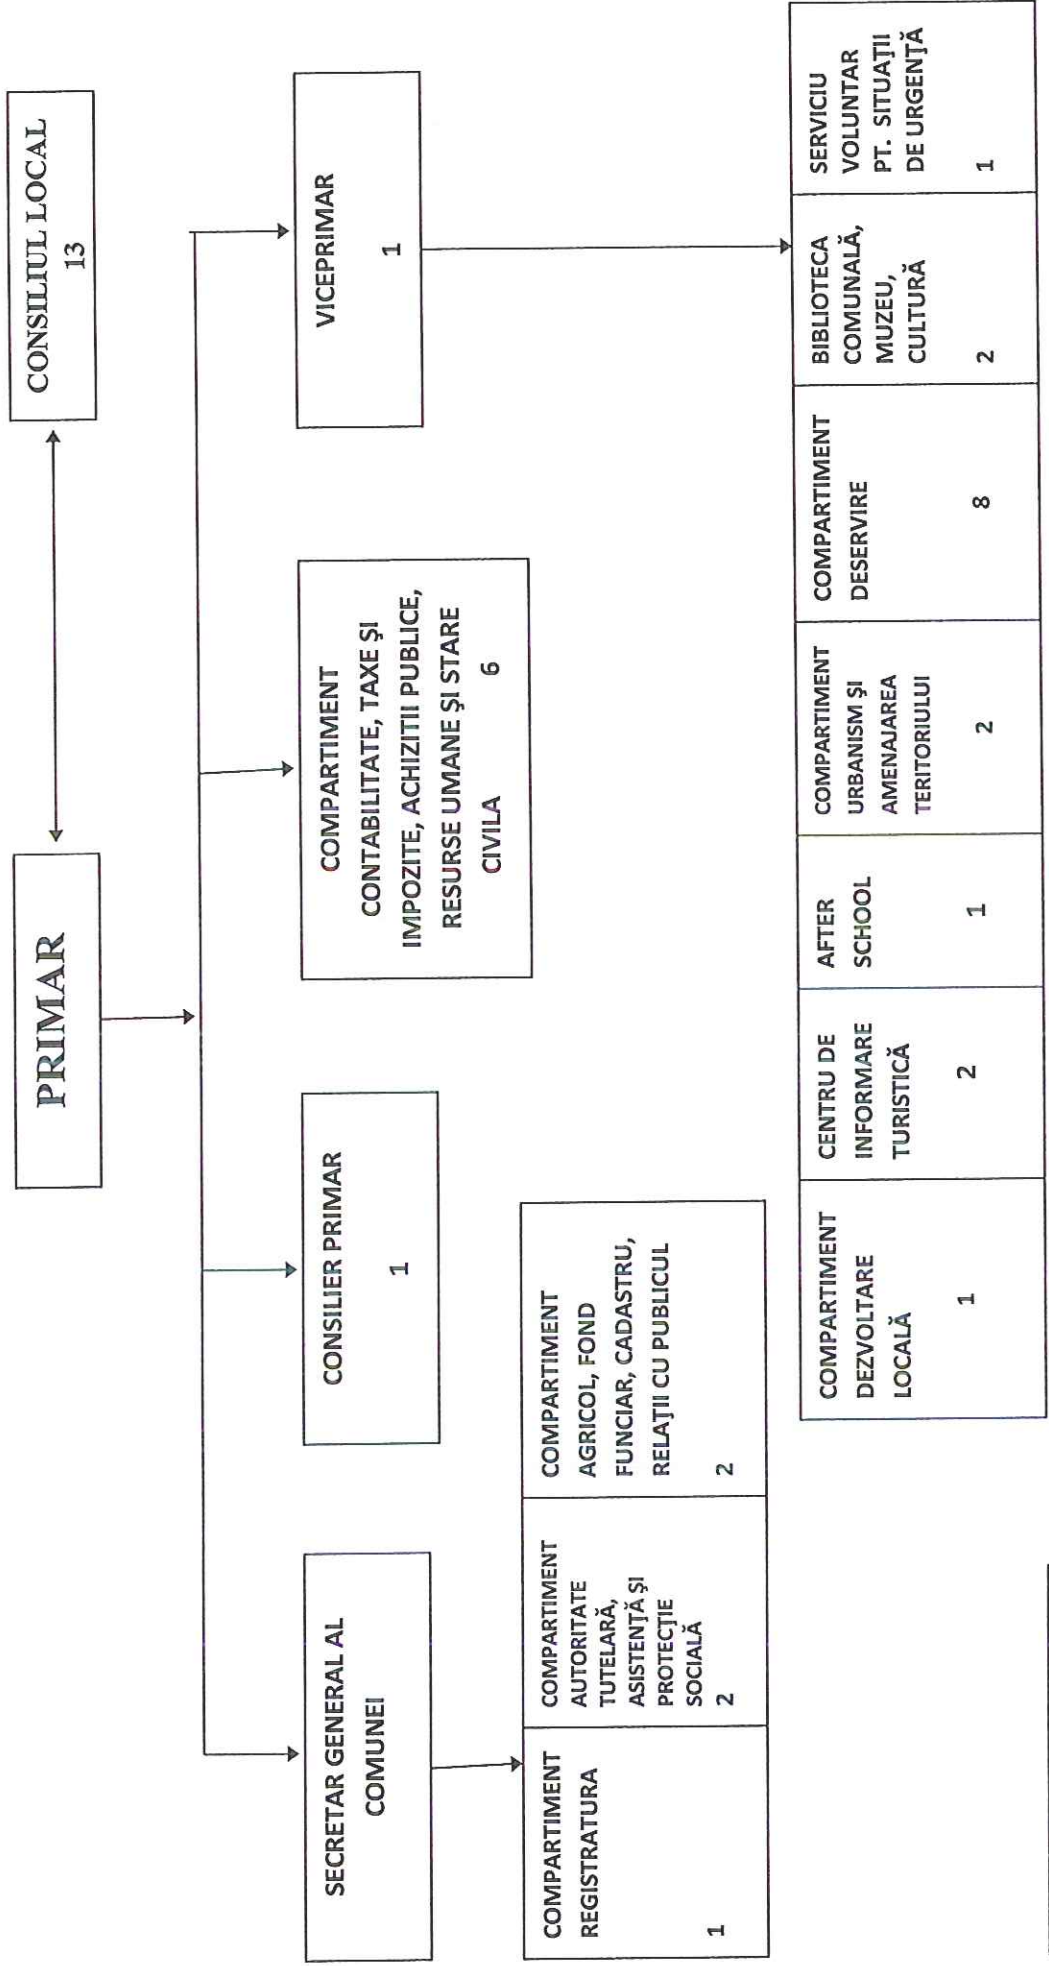 PRIMAR
CONSILIUL LOCAL
13
SECRETAR GENERAL AL
COMUNEI
CONSILIER PRIMAR
1
COMPARTIMENT
CONTABILITATE, TAXE ŞI
IMPOZITE, ACHIZITII PUBLICE,
RESURSE UMANE ŞI STARE
CIVILA 6
VICEPRIMAR
1
COMPARTIMENT
REGISTRATURA
1
COMPARTIMENT
AUTORITATE
TUTELARĂ,
ASISTENŢĂ ŞI
PROTECŢIE
SOCIALĂ
2
COMPARTIMENT
AGRICOL, FOND
FUNCIAR, CADASTRU,
RELAŢII CU PUBLICUL
2
COMPARTIMENT
DEZVOLTARE
LOCALĂ
1
CENTRU DE
INFORMARE
TURISTICĂ
2
AFTER
SCHOOL
1
COMPARTIMENT
URBANISM ŞI
AMENAJAREA
TERITORIULUI
2
COMPARTIMENT
DESERVIRE
8
BIBLIOTECA
COMUNALĂ,
MUZEU,
CULTURĂ
2
SERVICIU
VOLUNTAR
PT. SITUAŢII
DE URGENŢĂ
1